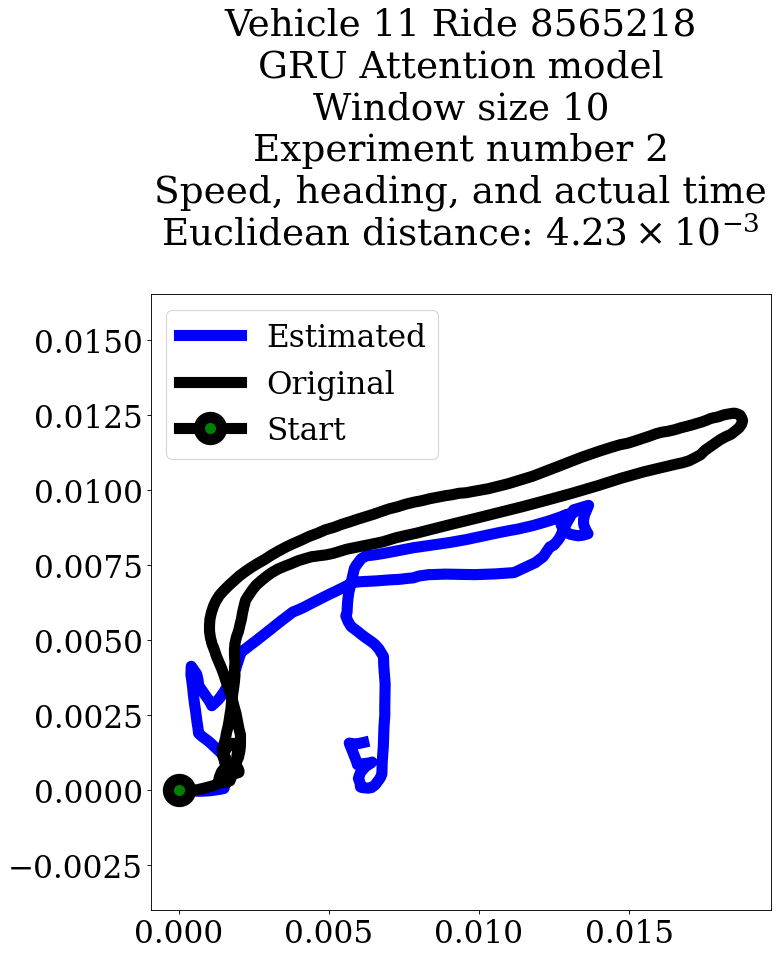 Vehicle 11 Ride 8565218
GRU Attention model
Window size 10
Experiment number 2
Speed, heading, and actual time
Euclidean distance: 4.23 × 10⁻³
Estimated
Original
Start
0.0150
0.0125
0.0100
0.0075
0.0050
0.0025
0.0000
−0.0025
0.000 0.005 0.010 0.015